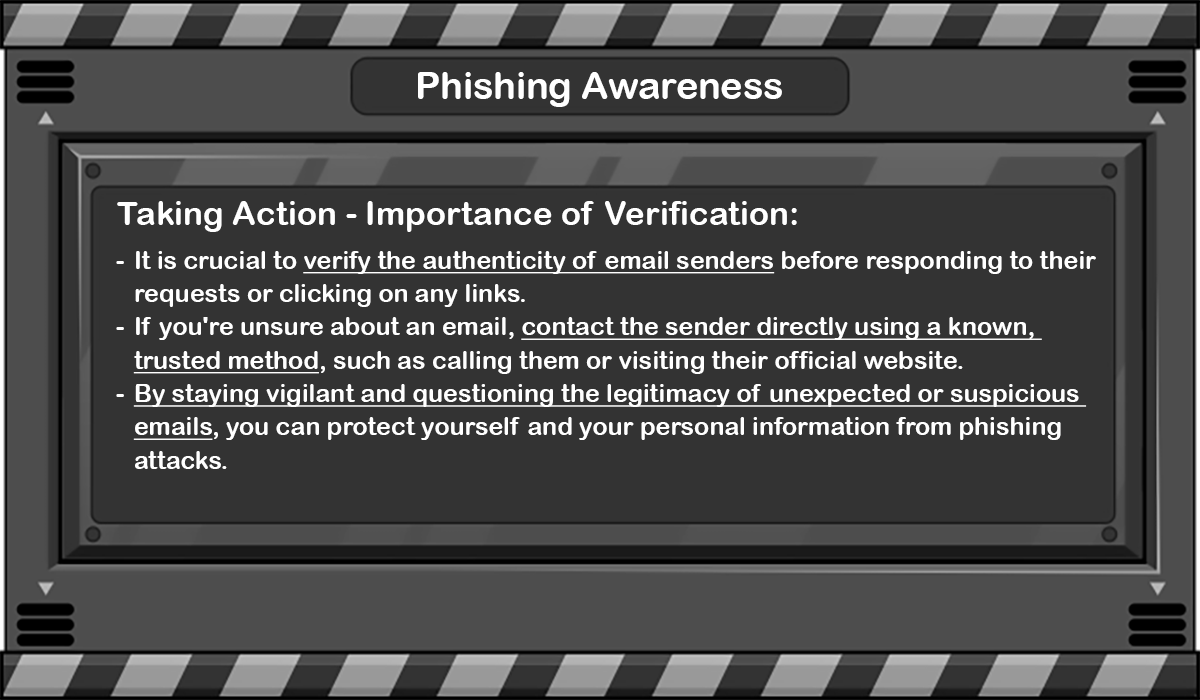 Phishing Awareness
Taking Action - Importance of Verification:
- It is crucial to verify the authenticity of email senders before responding to their
requests or clicking on any links.
- If you're unsure about an email, contact the sender directly using a known,
trusted method, such as calling them or visiting their official website.
- By staying vigilant and questioning the legitimacy of unexpected or suspicious
emails, you can protect yourself and your personal information from phishing
attacks.